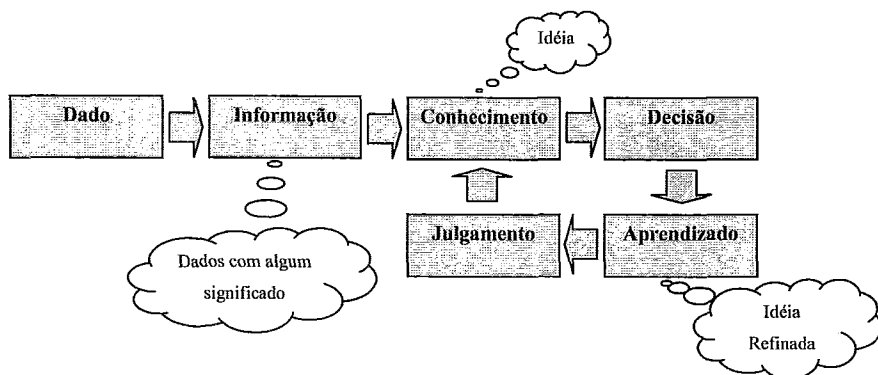 Idéia
Dado
Informação
Conhecimento
Decisão
Julgamento
Aprendizado
Dados com algum
significado
Idéia
Refinada